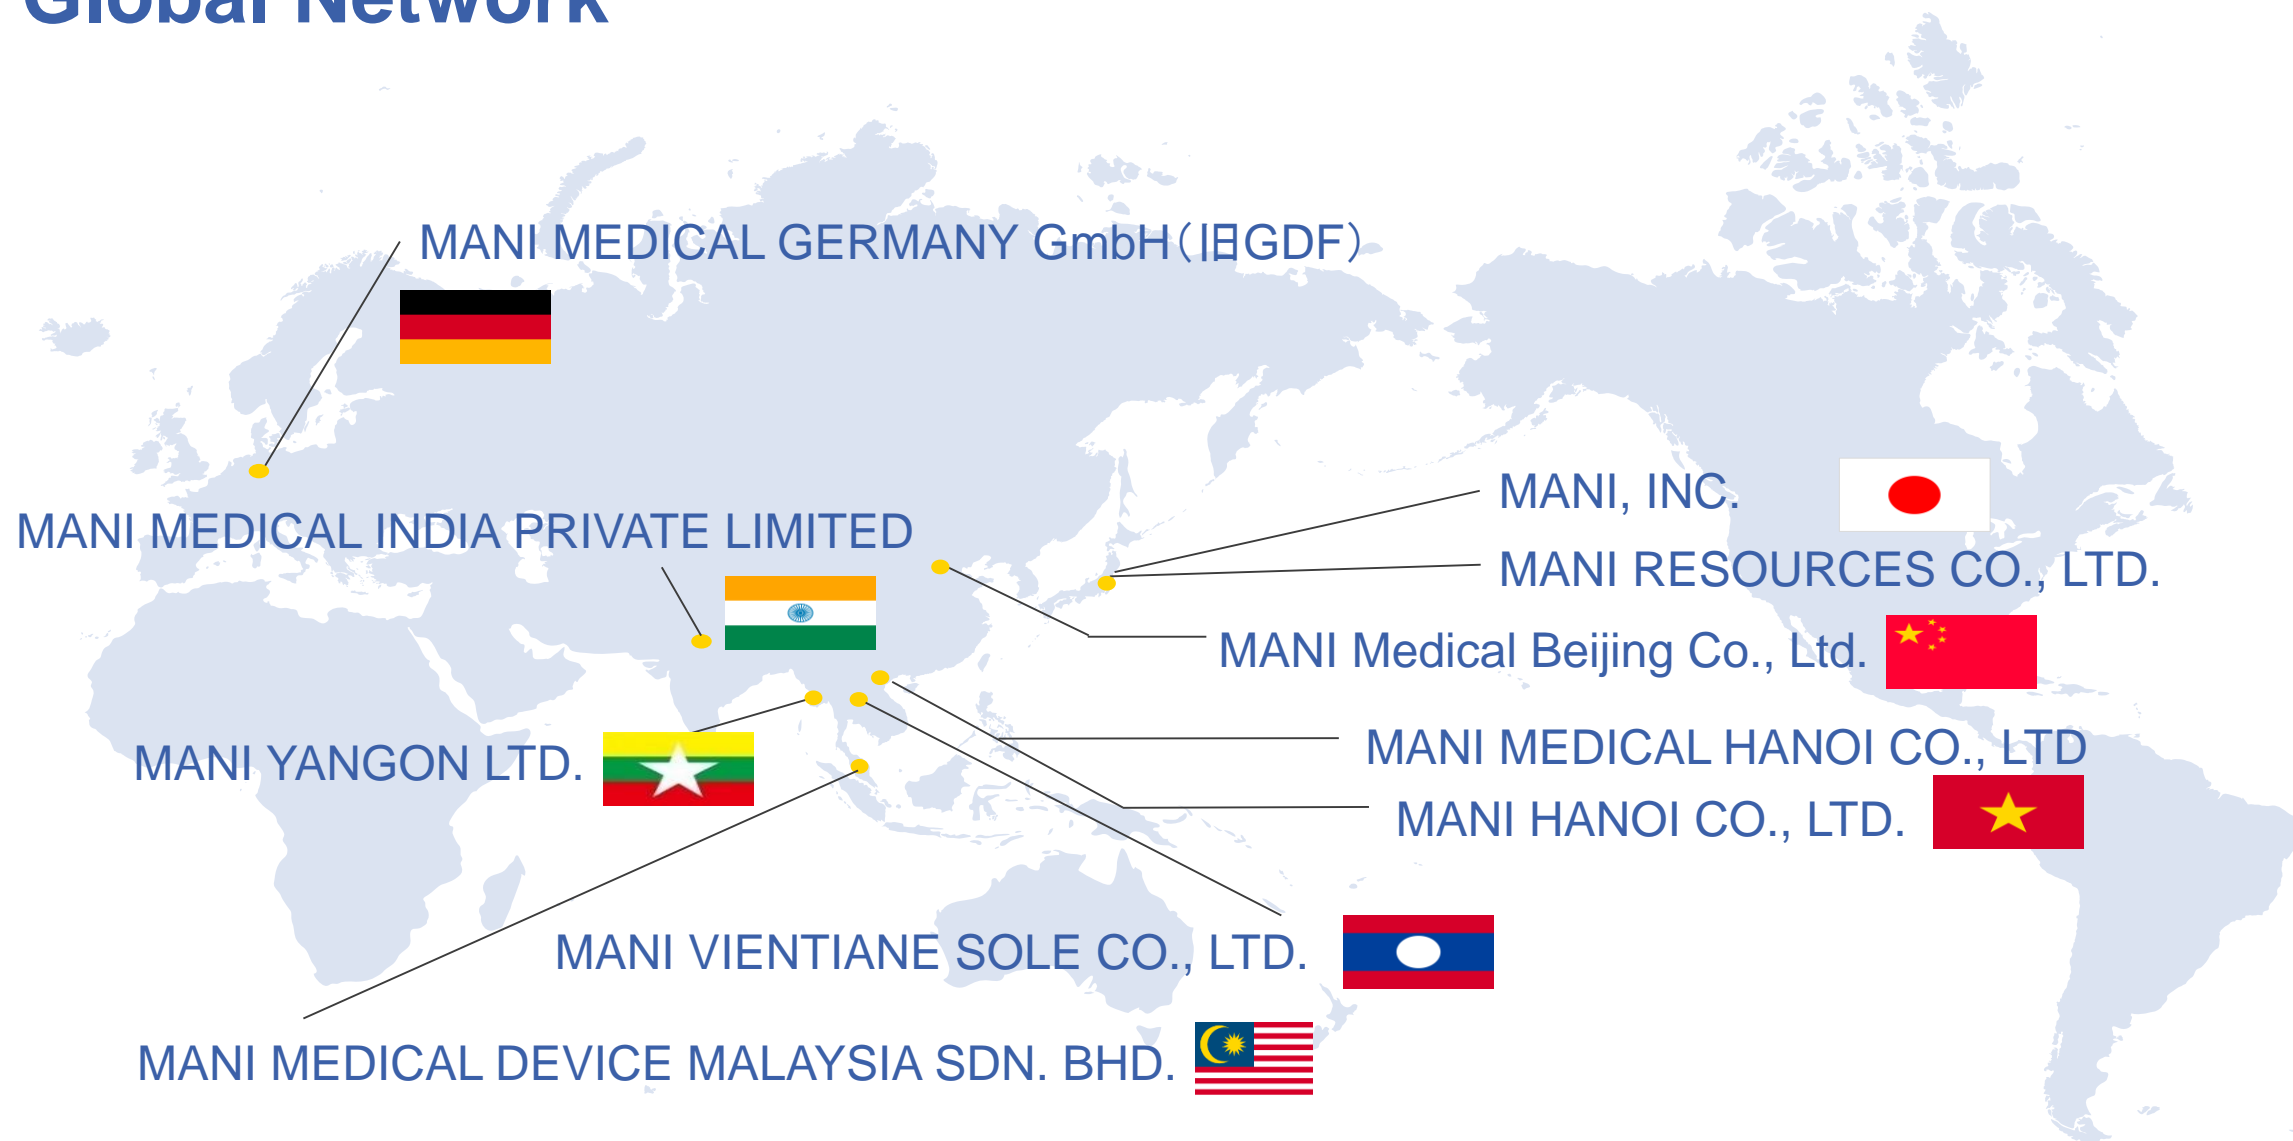 Global Network
MANI MEDICAL GERMANY GmbH（旧GDF）
MANI, INC.
MANI MEDICAL INDIA PRIVATE LIMITED
MANI RESOURCES CO., LTD.
MANI Medical Beijing Co., Ltd.
MANI MEDICAL HANOI CO., LTD
MANI YANGON LTD.
MANI HANOI CO., LTD.
MANI VIENTIANE SOLE CO., LTD.
MANI MEDICAL DEVICE MALAYSIA SDN. BHD.